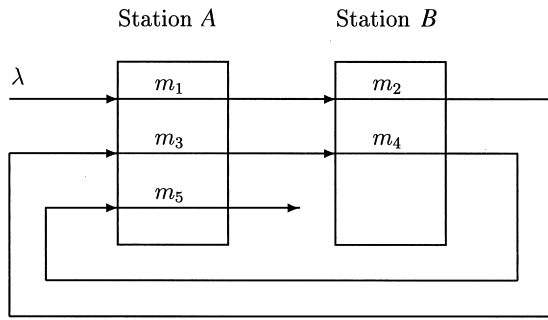 Station A Station B
λ
m₁ m₂
m₃ m₄
m₅